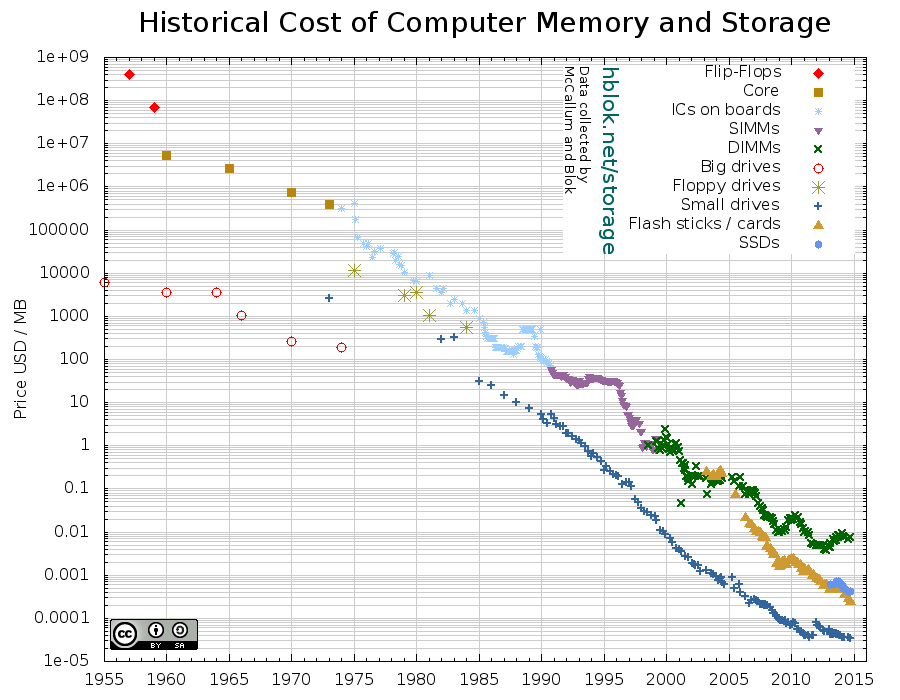 Historical Cost of Computer Memory and Storage
1e+09
1e+08
1e+07
1e+06
100000
10000
1000
100
10
1
0.1
0.01
0.001
0.0001
1e-05
Price USD / MB
Flip-Flops
Core
ICs on boards
SIMMs
DIMMs
Big drives
Floppy drives
Small drives
Flash sticks / cards
SSDs
hblok.net/storage
Data collected by
McCallum and Blok
cc
BY SA
1955 1960 1965 1970 1975 1980 1985 1990 1995 2000 2005 2010 2015